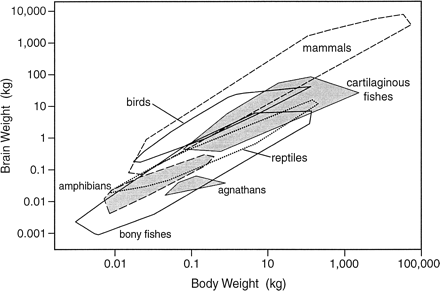 10,000
1,000
100
10
1
0.1
0.01
0.001
Brain Weight (kg)
mammals
cartilaginous
fishes
birds
reptiles
amphibians
agnathans
bony fishes
0.01
0.1
10
1,000
100,000
Body Weight (kg)